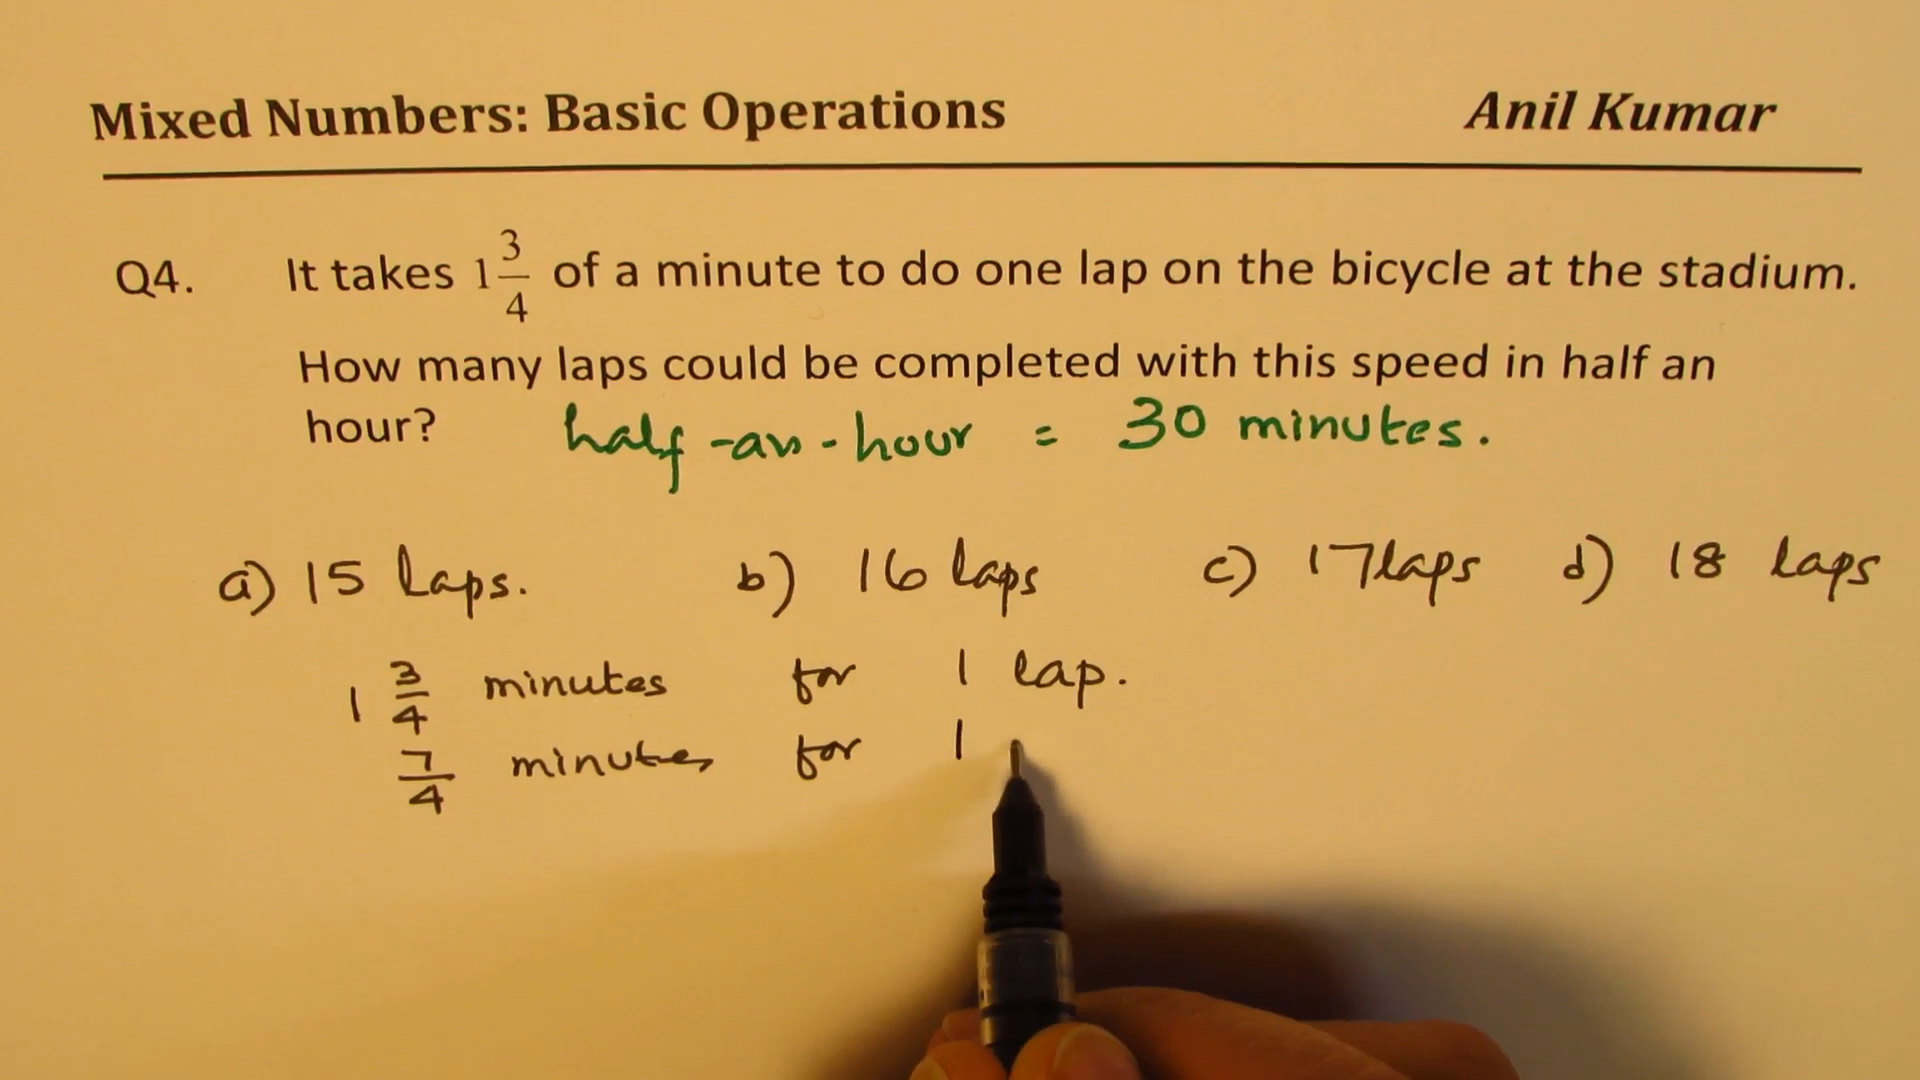 Mixed Numbers: Basic Operations Anil Kumar
Q4. It takes 1 3/4 of a minute to do one lap on the bicycle at the stadium.
How many laps could be completed with this speed in half an
hour? half-an-hour = 30 minutes.
a) 15 laps. b) 16 laps c) 17 laps d) 18 laps
1 3/4 minutes for 1 lap.
7/4 minutes for 1